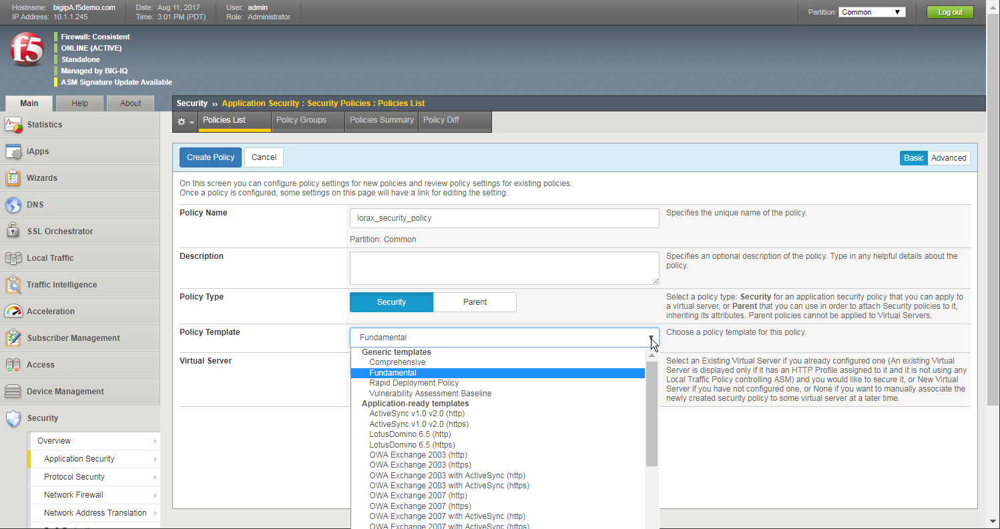 Hostname: bigipA.f5demo.com Date: Aug 11, 2017 User: admin
IP Address: 10.1.1.245 Time: 3:01 PM (PDT) Role: Administrator
Partition: Common Log out
f5
Firewall: Consistent
ONLINE (ACTIVE)
Standalone
Managed by BIG-IQ
ASM Signature Update Available
Main Help About
Statistics
iApps
Wizards
DNS
SSL Orchestrator
Local Traffic
Traffic Intelligence
Acceleration
Subscriber Management
Access
Device Management
Security
Overview
Application Security
Protocol Security
Network Firewall
Network Address Translation
Security ›› Application Security : Security Policies : Policies List
Policies List Policy Groups Policies Summary Policy Diff
Create Policy Cancel Basic Advanced
On this screen you can configure policy settings for new policies and review policy settings for existing policies.
Once a policy is configured, some settings on this page will have a link for editing the setting.
Policy Name
lorax_security_policy
Partition: Common
Specifies the unique name of the policy.
Description
Specifies an optional description of the policy. Type in any helpful details about the
policy.
Policy Type
Security Parent
Select a policy type: Security for an application security policy that you can apply to
a virtual server, or Parent that you can use in order to attach Security policies to it,
inheriting its attributes. Parent policies cannot be applied to Virtual Servers.
Policy Template
Fundamental
Choose a policy template for this policy.
Generic templates
Comprehensive
Fundamental
Rapid Deployment Policy
Vulnerability Assessment Baseline
Application-ready templates
ActiveSync v1.0 v2.0 (http)
ActiveSync v1.0 v2.0 (https)
LotusDomino 6.5 (http)
LotusDomino 6.5 (https)
OWA Exchange 2003 (http)
OWA Exchange 2003 (https)
OWA Exchange 2003 with ActiveSync (http)
OWA Exchange 2003 with ActiveSync (https)
OWA Exchange 2007 (http)
OWA Exchange 2007 (https)
OWA Exchange 2007 with ActiveSync (http)
OWA Exchange 2007 with ActiveSync (https)
Virtual Server
Select an Existing Virtual Server if you already configured one (An existing Virtual
Server is displayed only if it has an HTTP Profile assigned to it and it is not using any
Local Traffic Policy controlling ASM) and you would like to secure it, or New Virtual
Server if you have not configured one, or None if you want to manually associate the
newly created security policy to some virtual server at a later time.